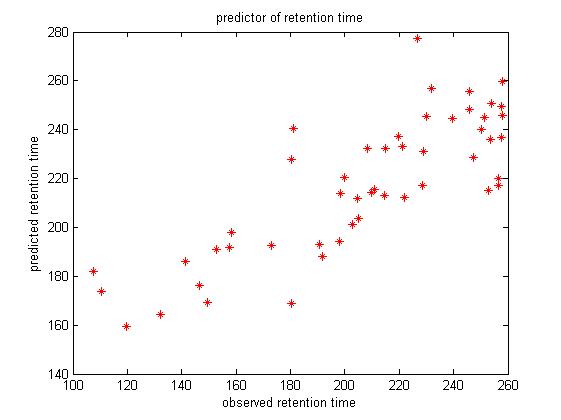 predictor of retention time
280
260
240
220
200
180
160
140
predicted retention time
100 120 140 160 180 200 220 240 260
observed retention time